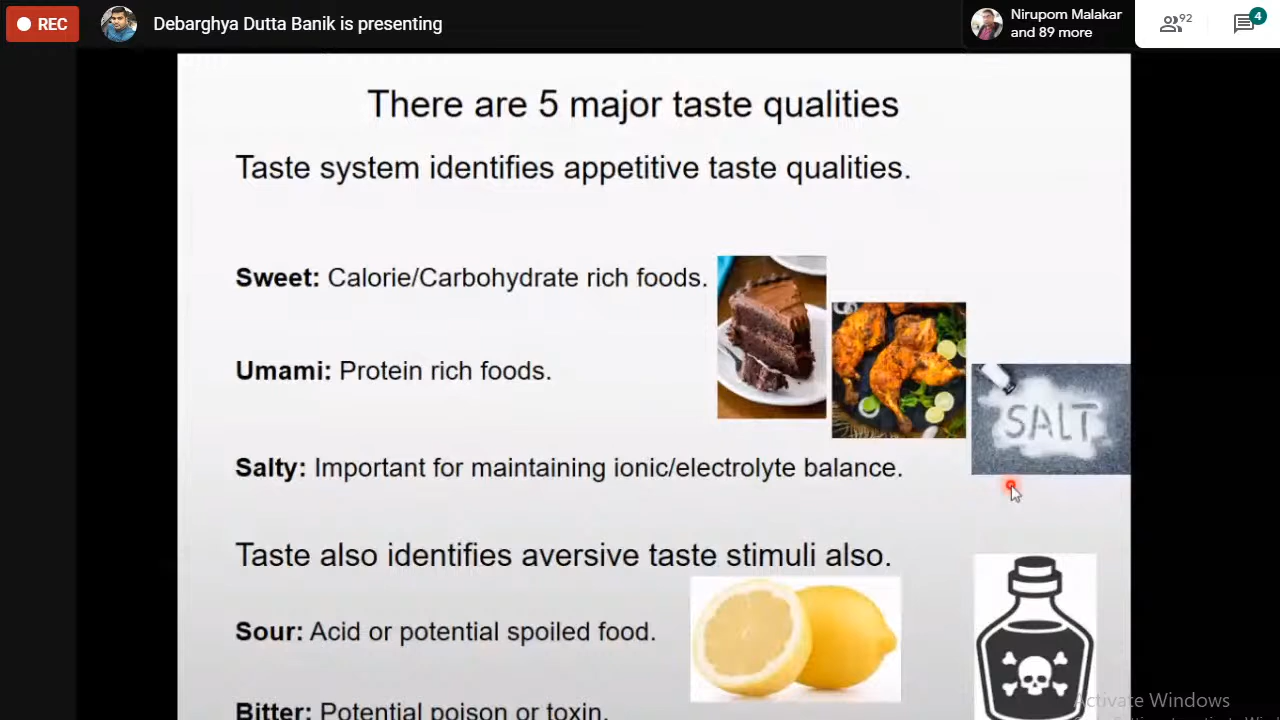 REC
Debarghya Dutta Banik is presenting
Nirupom Malakar
and 89 more
92
4
There are 5 major taste qualities
Taste system identifies appetitive taste qualities.
Sweet: Calorie/Carbohydrate rich foods.
Umami: Protein rich foods.
SALT
Salty: Important for maintaining ionic/electrolyte balance.
Taste also identifies aversive taste stimuli also.
Sour: Acid or potential spoiled food.
Activate Windows
Bitter: Potential poison or toxin.